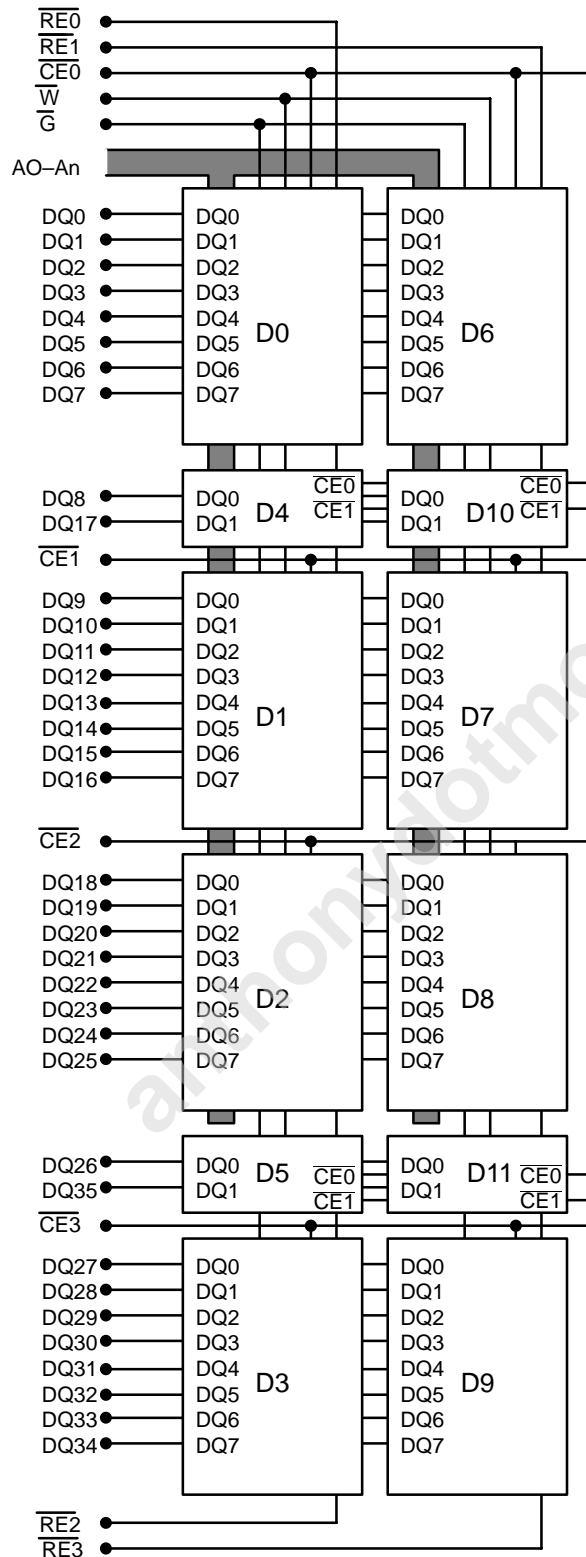 RE0
RE1
CE0
W
G
AO–An
DQ0 DQ0 DQ0
DQ1 DQ1 DQ1
DQ2 DQ2 DQ2
DQ3 DQ3 DQ3
DQ4 DQ4 DQ4
D0 D6
DQ5 DQ5 DQ5
DQ6 DQ6 DQ6
DQ7 DQ7 DQ7
CE0 CE0
DQ8 DQ0 D4 CE1 DQ0 D10 CE1
DQ17 DQ1 DQ1
CE1
DQ9 DQ0 DQ0
DQ10 DQ1 DQ1
DQ11 DQ2 DQ2
DQ12 DQ3 DQ3
DQ13 DQ4 DQ4
D1 D7
DQ14 DQ5 DQ5
DQ15 DQ6 DQ6
DQ16 DQ7 DQ7
CE2
DQ18 DQ0 DQ0
DQ19 DQ1 DQ1
DQ20 DQ2 DQ2
DQ21 DQ3 DQ3
DQ22 DQ4 DQ4
D2 D8
DQ23 DQ5 DQ5
DQ24 DQ6 DQ6
DQ25 DQ7 DQ7
DQ26 DQ0 D5 CE0 DQ0 D11 CE0
DQ35 DQ1 CE1 DQ1 CE1
CE3
DQ27 DQ0 DQ0
DQ28 DQ1 DQ1
DQ29 DQ2 DQ2
DQ30 DQ3 DQ3
DQ31 DQ4 DQ4
D3 D9
DQ32 DQ5 DQ5
DQ33 DQ6 DQ6
DQ34 DQ7 DQ7
RE2
RE3